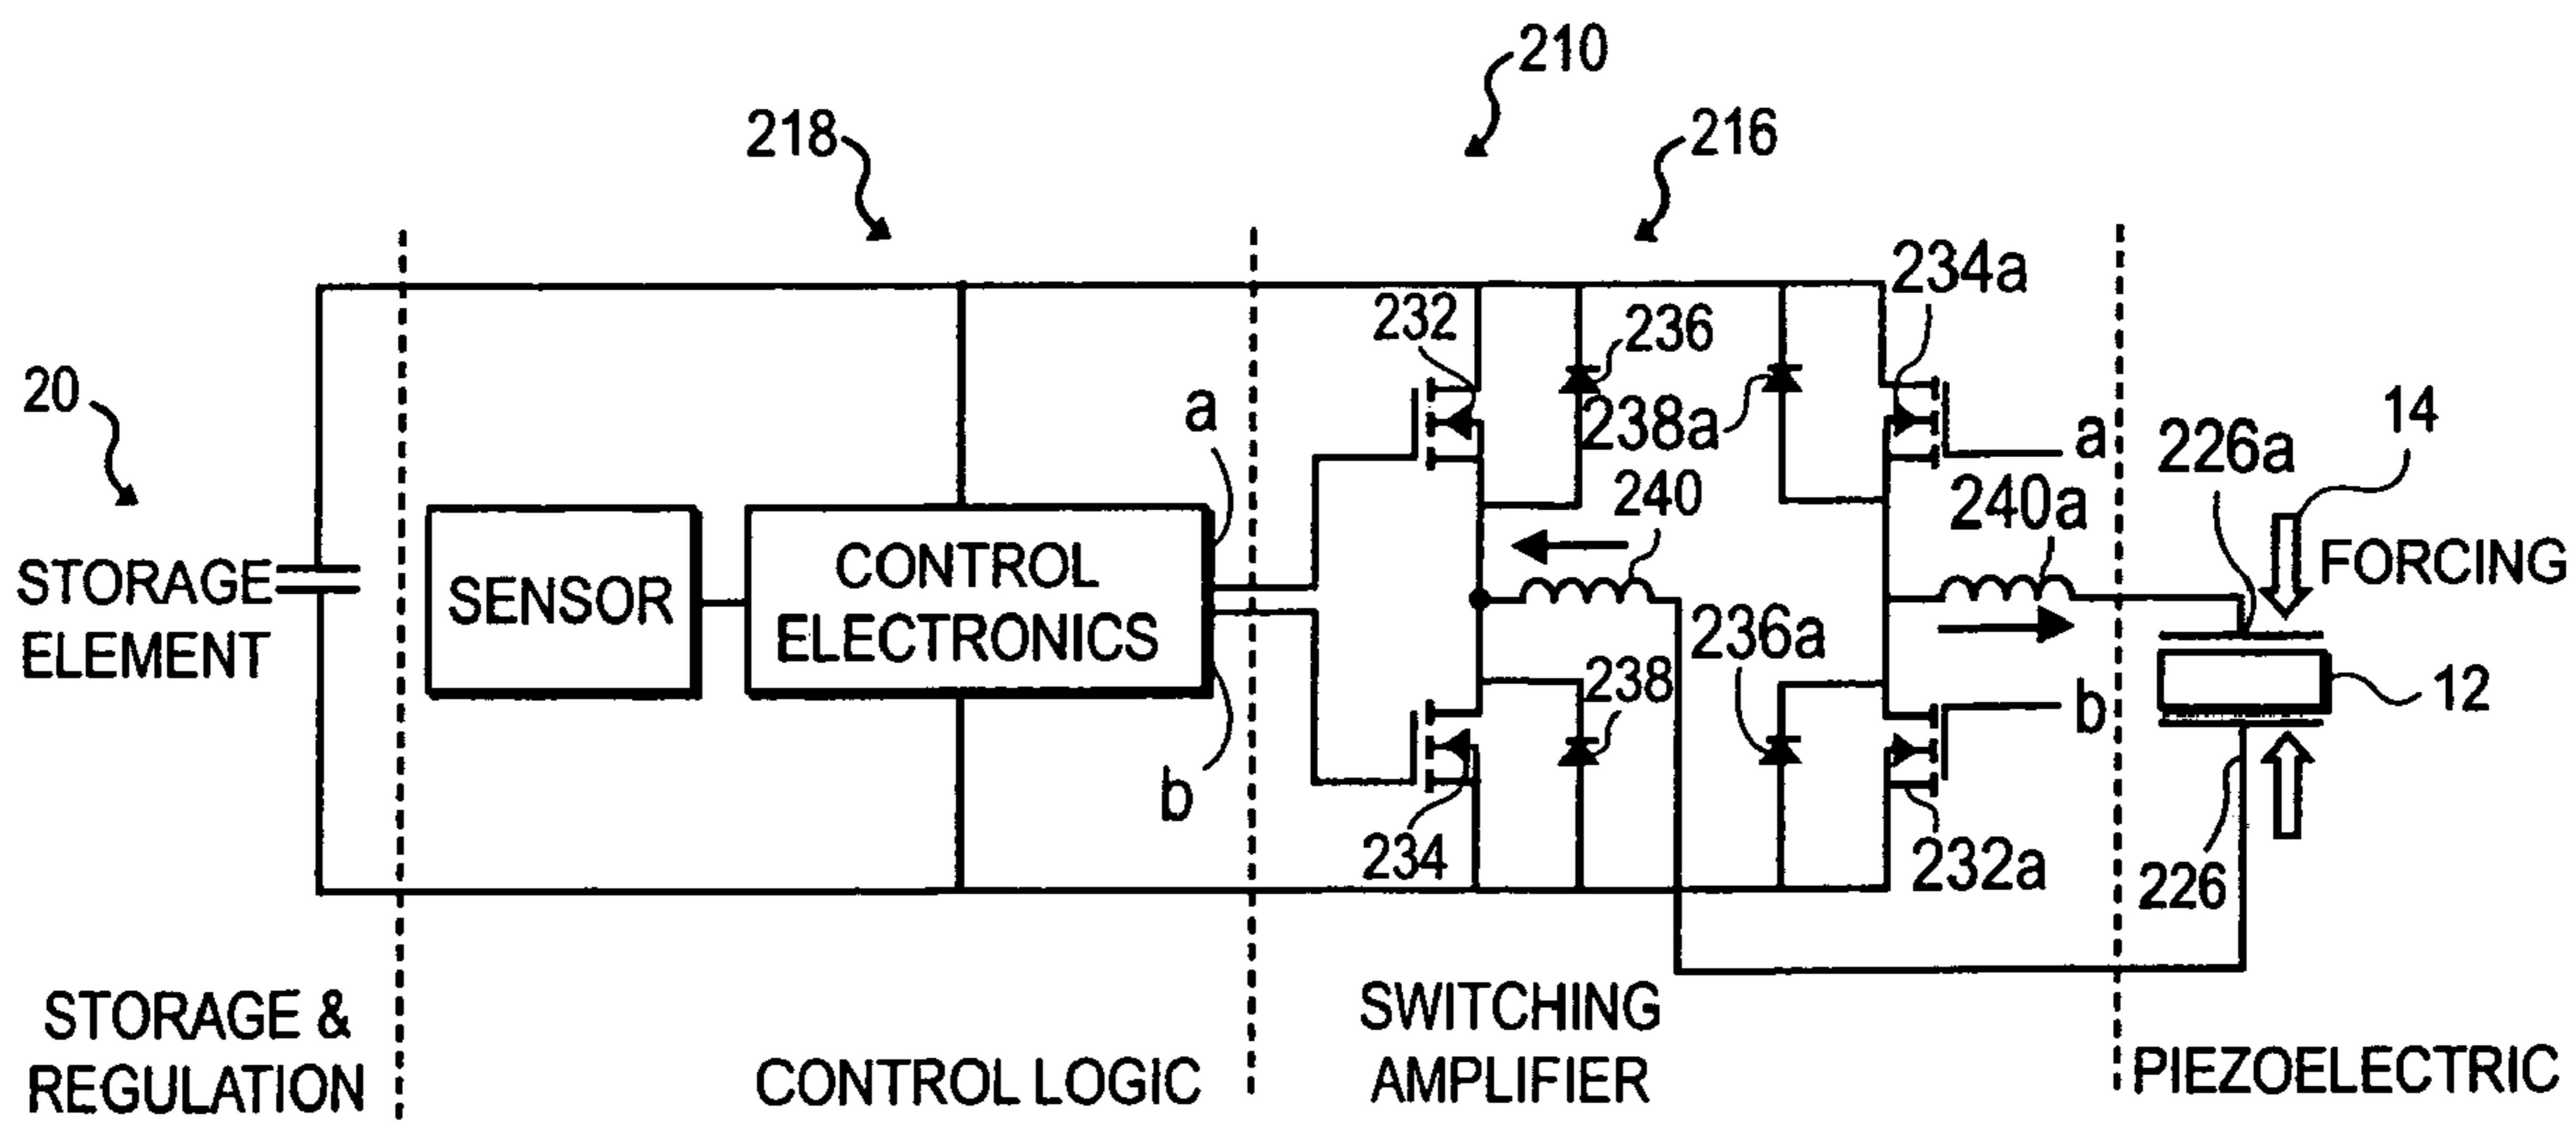 210
218
216
234a
232
236
20
a
238a
a
14
226a
240
240a
STORAGE
ELEMENT
SENSOR
CONTROL
ELECTRONICS
FORCING
236a
238
12
b
b
234
232a
226
STORAGE &
REGULATION
CONTROL LOGIC
SWITCHING
AMPLIFIER
PIEZOELECTRIC